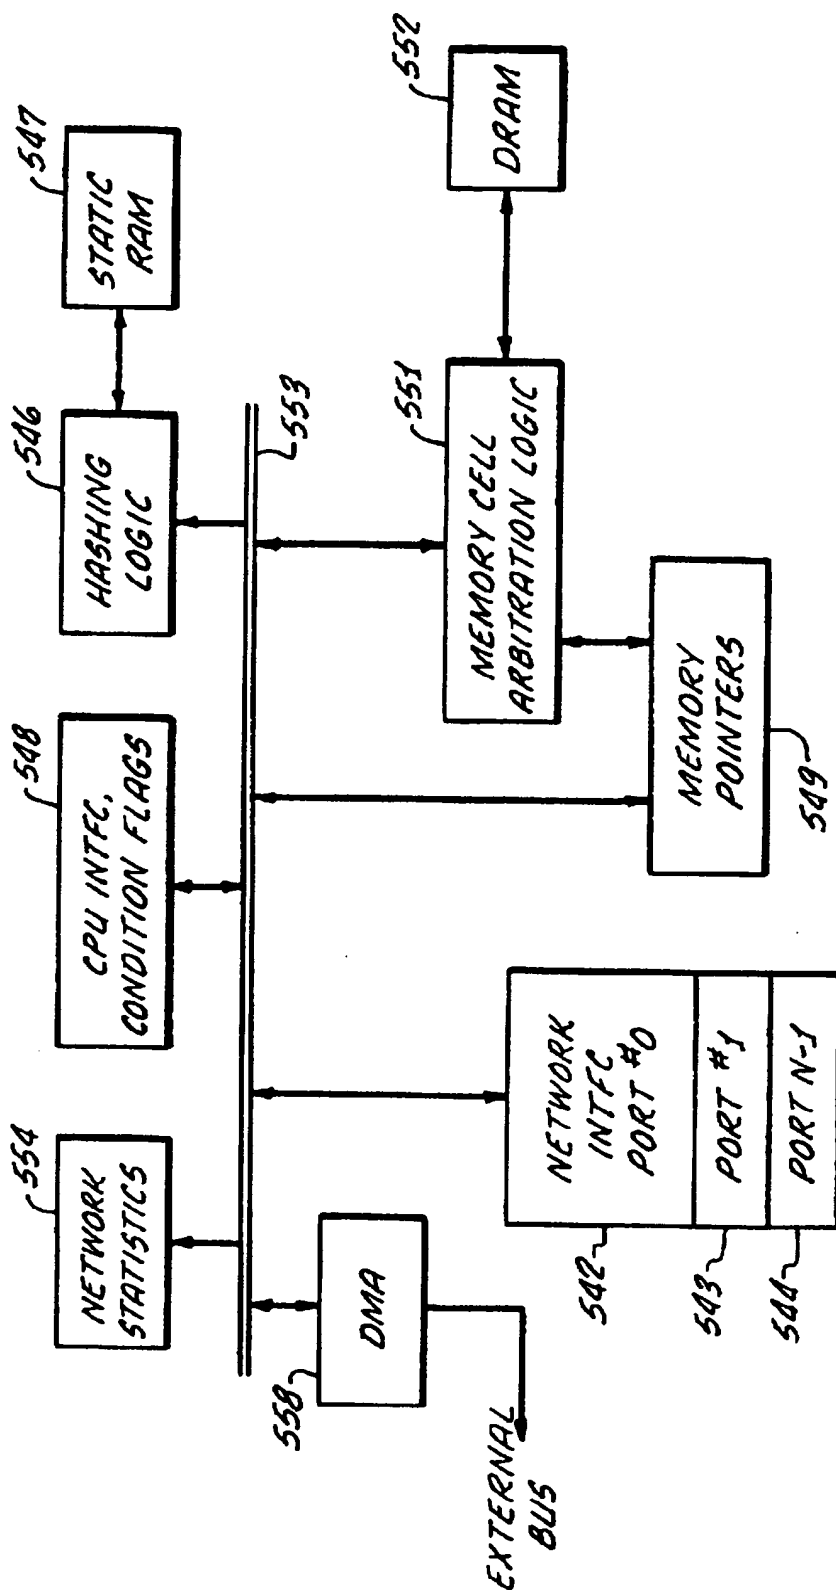 554
NETWORK
STATISTICS
548
CPU INTFC,
CONDITION FLAGS
546
HASHING
LOGIC
547
STATIC
RAM
553
558
DMA
EXTERNAL
BUS
542
NETWORK
INTFC
PORT #0
543
PORT #1
544
PORT N-1
551
MEMORY CELL
ARBITRATION LOGIC
552
DRAM
MEMORY
POINTERS
549